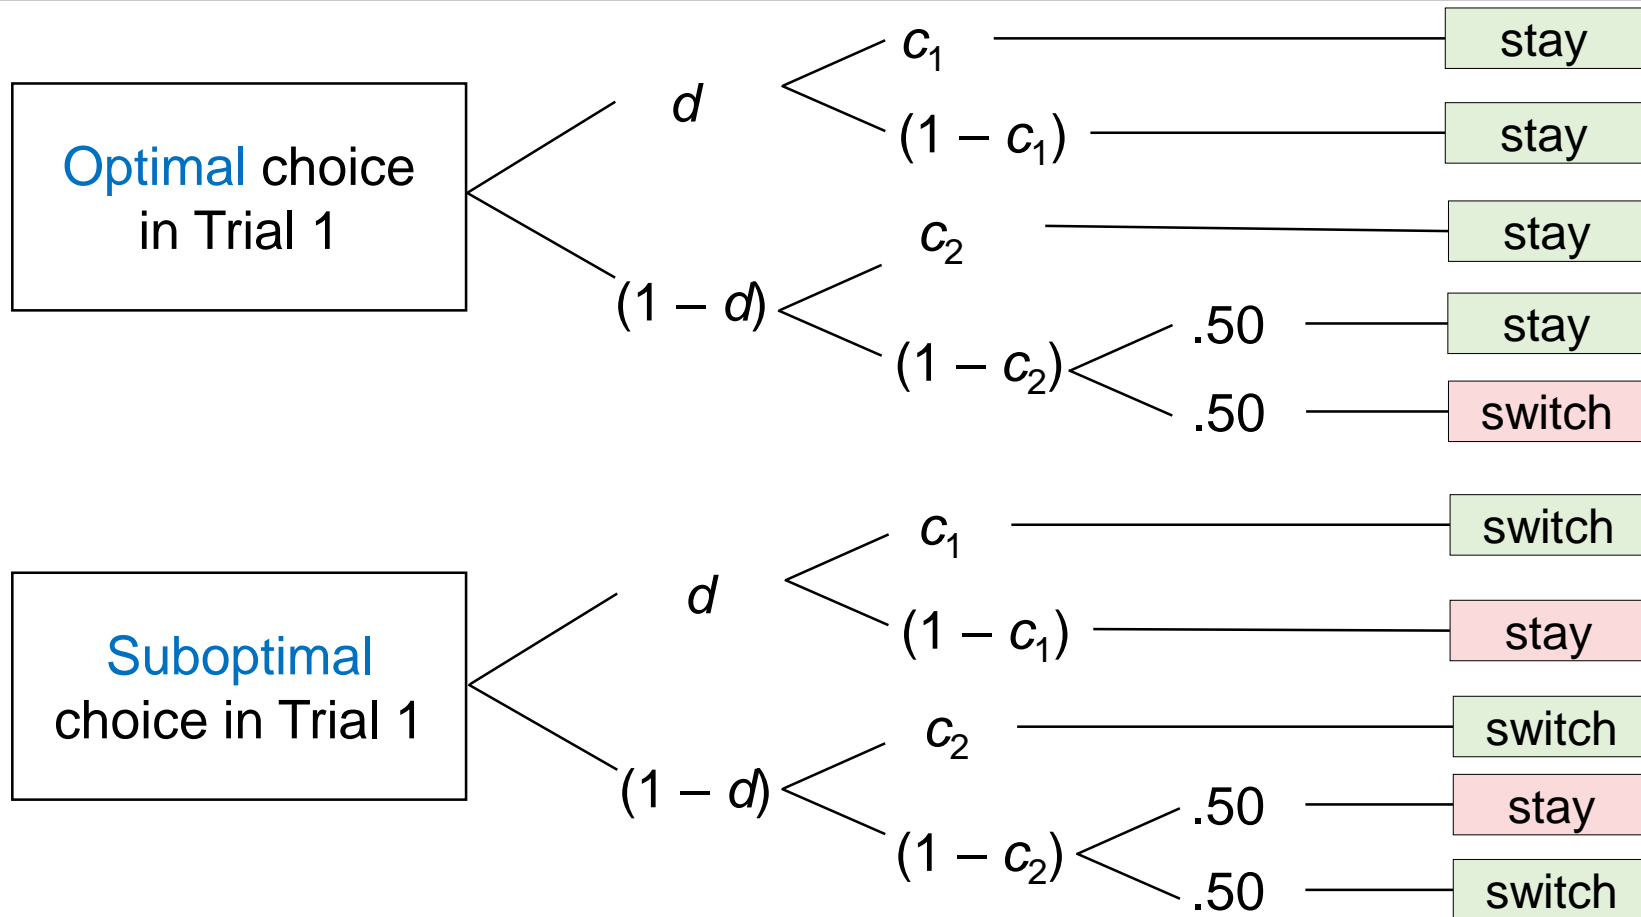 Optimal choice
in Trial 1
d
c₁
stay
(1 – c₁)
stay
(1 – d)
c₂
stay
(1 – c₂)
.50
stay
.50
switch
Suboptimal
choice in Trial 1
d
c₁
switch
(1 – c₁)
stay
(1 – d)
c₂
switch
(1 – c₂)
.50
stay
.50
switch